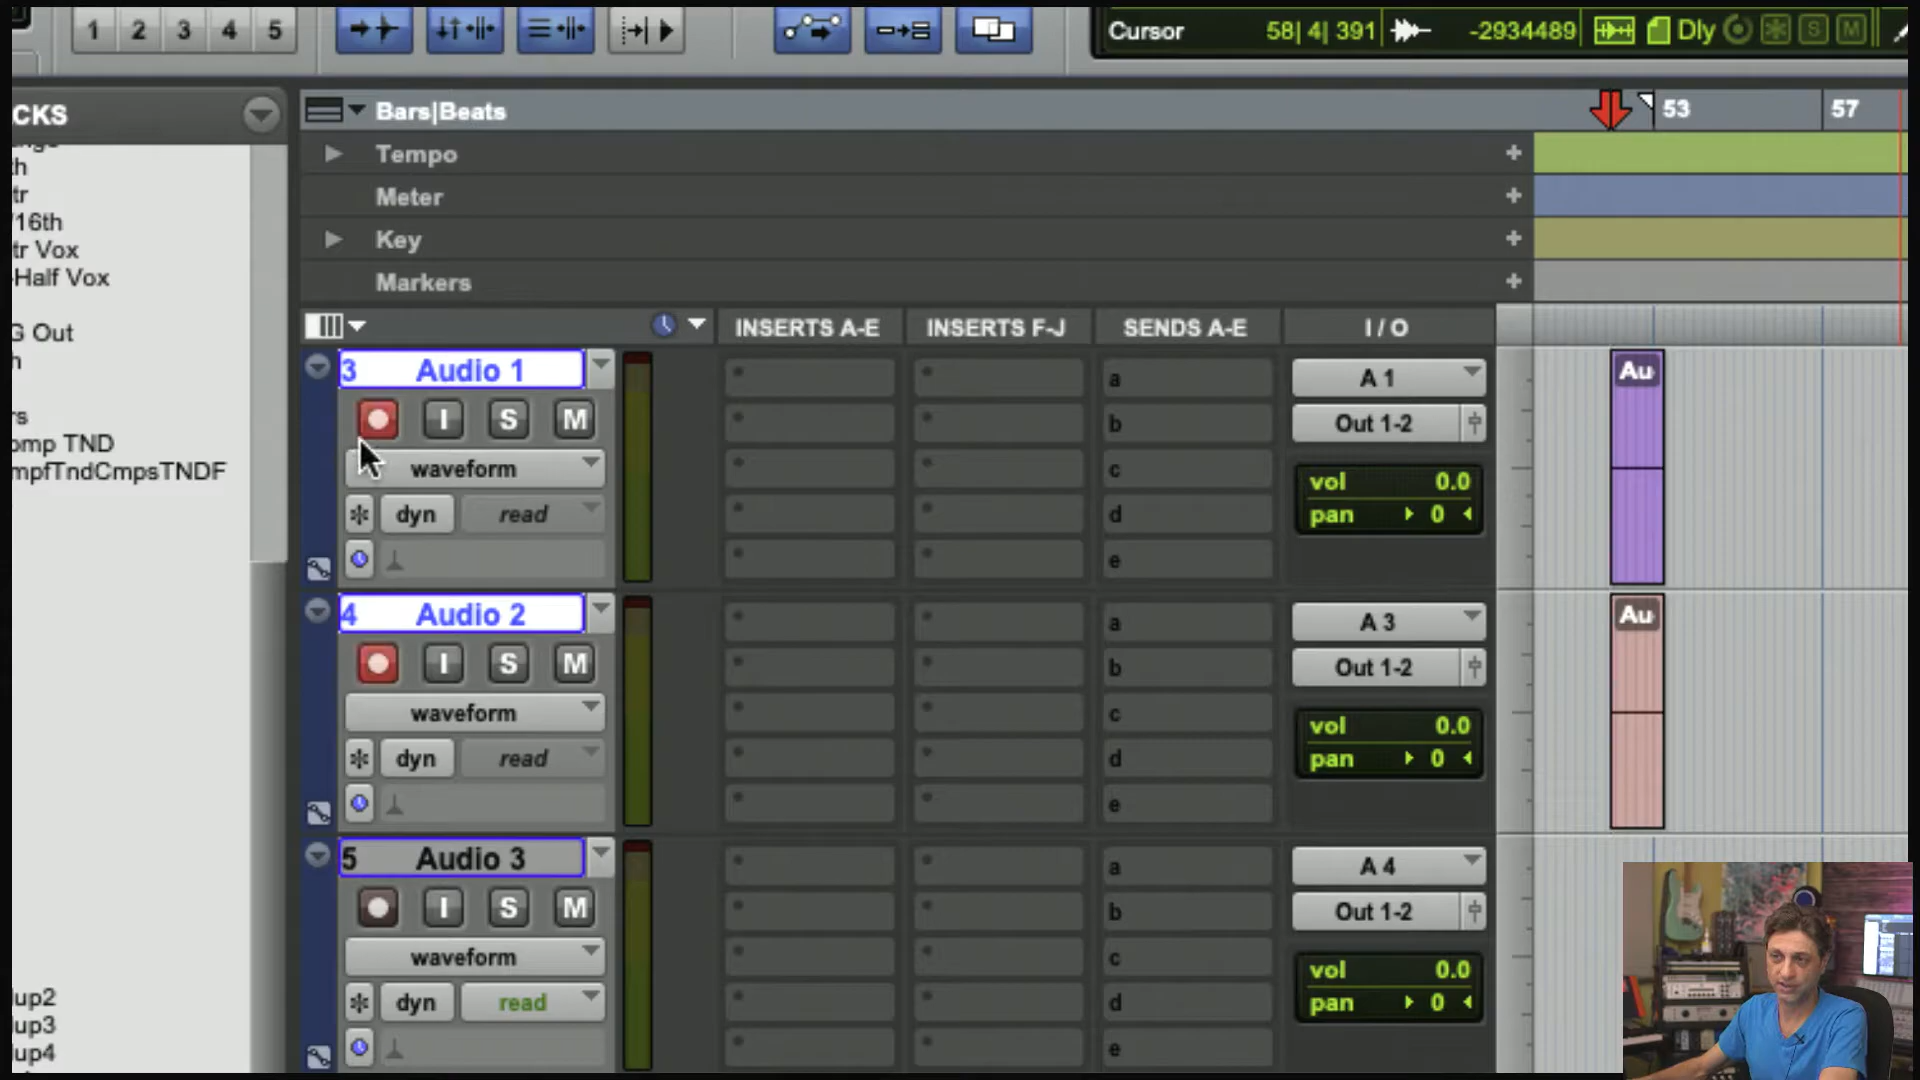 1 2 3 4 5
Cursor 58| 4| 391 -2934489 Dly S M
CKS
Bars|Beats 53 57
Tempo +
Meter +
Key +
Markers +
th
tr
/16th
tr Vox
-Half Vox
G Out
h
rs
omp TND
mpfTndCmpsTNDF
lup2
lup3
lup4
INSERTS A-E INSERTS F-J SENDS A-E I / O
3 Audio 1 a A 1 Au
I S M b Out 1-2
waveform c vol 0.0
dyn read d pan 0
e
4 Audio 2 a A 3 Au
I S M b Out 1-2
waveform c vol 0.0
dyn read d pan 0
e
5 Audio 3 a A 4
I S M b Out 1-2
waveform c vol 0.0
dyn read d pan 0
e